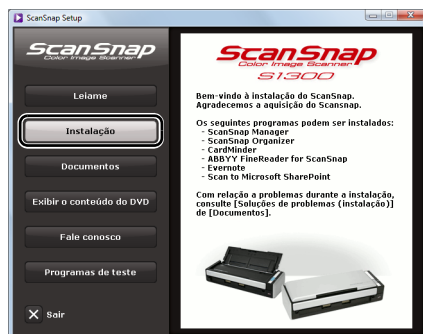 ScanSnap Setup
ScanSnap
Color Image Scanner
Leiame
Instalação
Documentos
Exibir o conteúdo do DVD
Fale conosco
Programas de teste
Sair
ScanSnap
Color Image Scanner
S1300
Bem-vindo à instalação do ScanSnap.
Agradecemos a aquisição do Scansnap.
Os seguintes programas podem ser instalados:
- ScanSnap Manager
- ScanSnap Organizer
- CardMinder
- ABBYY FineReader for ScanSnap
- Evernote
- Scan to Microsoft SharePoint
Com relação a problemas durante a instalação,
consulte [Soluções de problemas (instalação)]
de [Documentos].